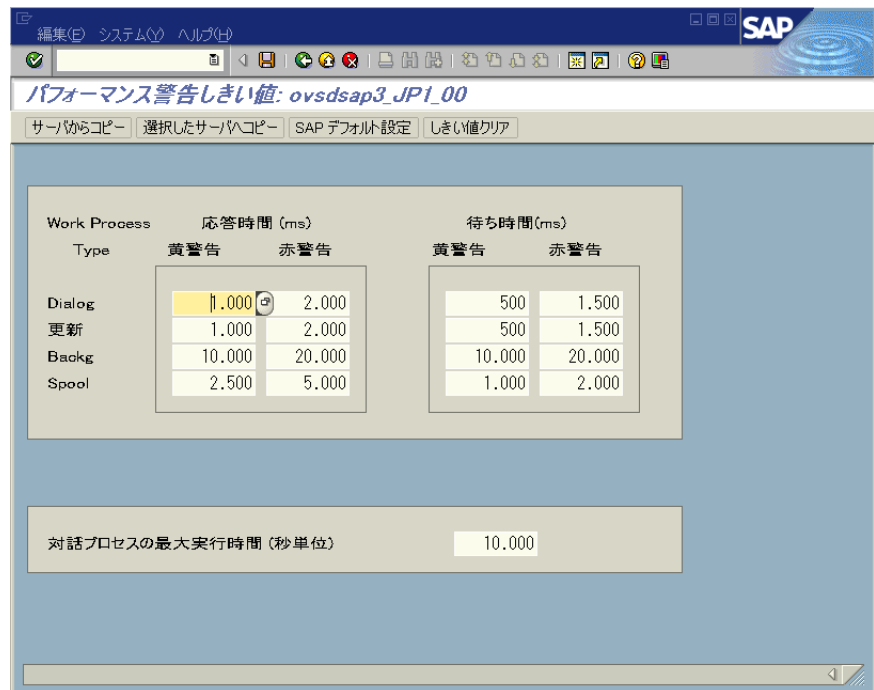 編集(E) システム(Y) ヘルプ(H)
SAP
パフォーマンス警告しきい値: ovsdsap3_JP1_00
サーバからコピー 選択したサーバへコピー SAP デフォルト設定 しきい値クリア
Work Process 応答時間 (ms) 待ち時間(ms)
Type 黄警告 赤警告 黄警告 赤警告
Dialog 1.000 2.000 500 1.500
更新 1.000 2.000 500 1.500
Backg 10.000 20.000 10.000 20.000
Spool 2.500 5.000 1.000 2.000
対話プロセスの最大実行時間 (秒単位) 10.000